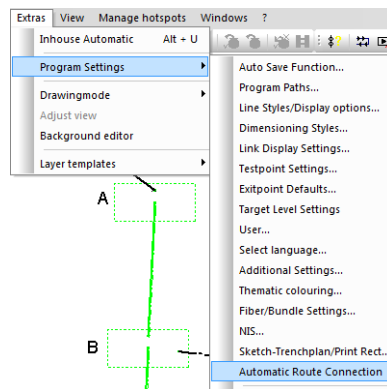 Extras View Manage hotspots Windows ?
Inhouse Automatic Alt + U
Program Settings
Drawingmode
Adjust view
Background editor
Layer templates
Auto Save Function...
Program Paths...
Line Styles/Display options...
Dimensioning Styles...
Link Display Settings...
Testpoint Settings...
Exitpoint Defaults...
Target Level Settings
User...
Select language...
Additional Settings...
Thematic colouring...
Fiber/Bundle Settings...
NIS...
Sketch-Trenchplan/Print Rect...
Automatic Route Connection
A
B